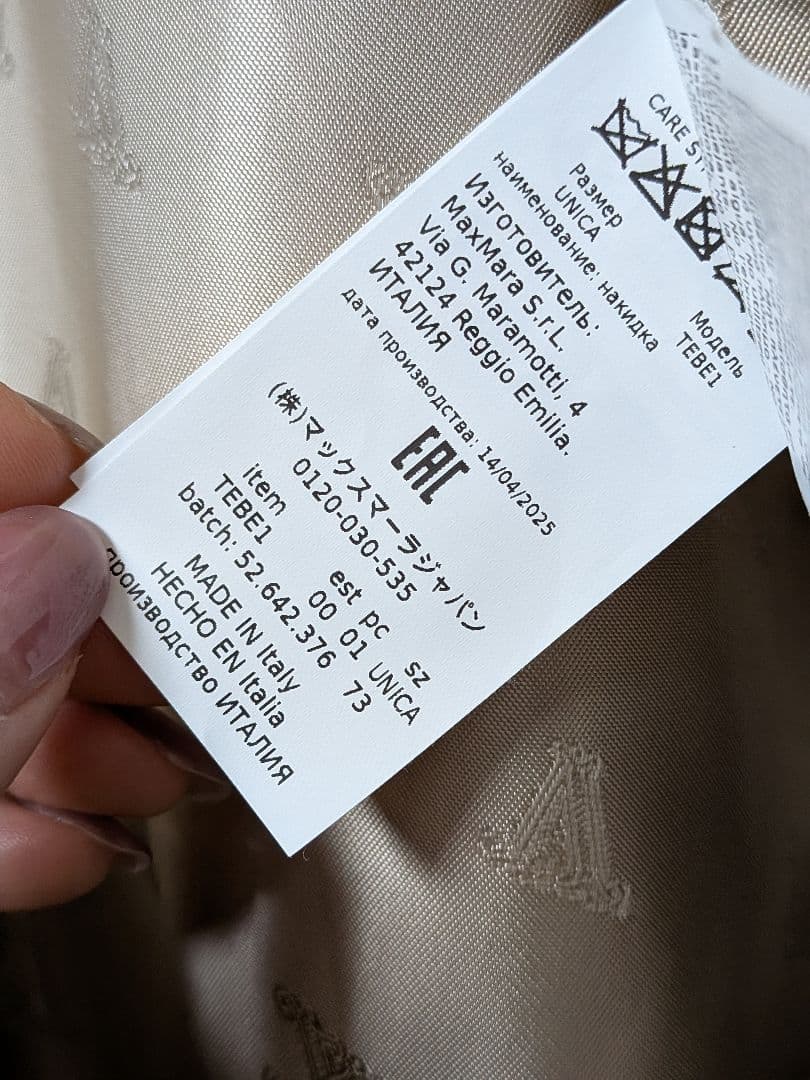 CARE
Модель
TEBE1
Размер
UNICA
наименование: накидка
Изготовитель:
MaxMara S.r.L.
Via G. Maramotti, 4
42124 Reggio Emilia.
ИТАЛИЯ
дата производства: 14/04/2025
EAC
(株)マックスマーラジャパン
0120-030-535
item est pc sz
TEBE1 00 01 UNICA
batch: 52.642.376 73
MADE IN Italy
HECHO EN Italia
производство ИТАЛИЯ